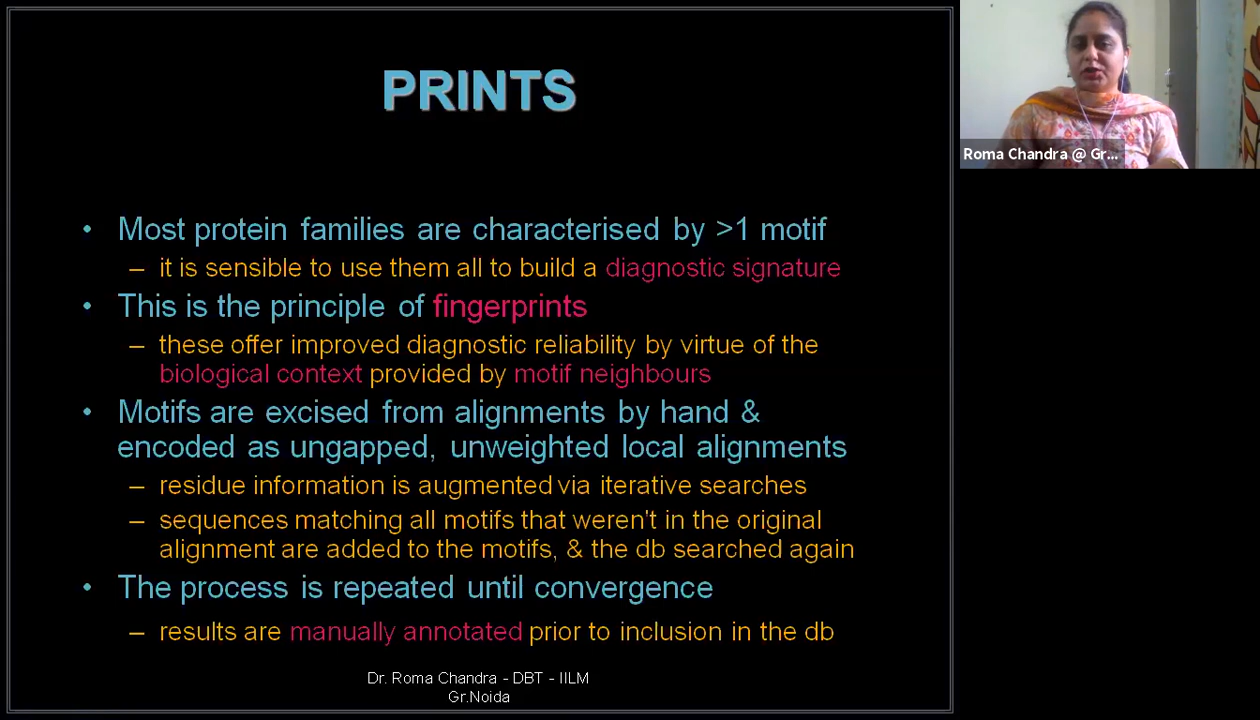 PRINTS
• Most protein families are characterised by >1 motif
– it is sensible to use them all to build a diagnostic signature
• This is the principle of fingerprints
– these offer improved diagnostic reliability by virtue of the
biological context provided by motif neighbours
• Motifs are excised from alignments by hand &
encoded as ungapped, unweighted local alignments
– residue information is augmented via iterative searches
– sequences matching all motifs that weren't in the original
alignment are added to the motifs, & the db searched again
• The process is repeated until convergence
– results are manually annotated prior to inclusion in the db
Dr. Roma Chandra - DBT - IILM
Gr.Noida
Roma Chandra @ Gr...